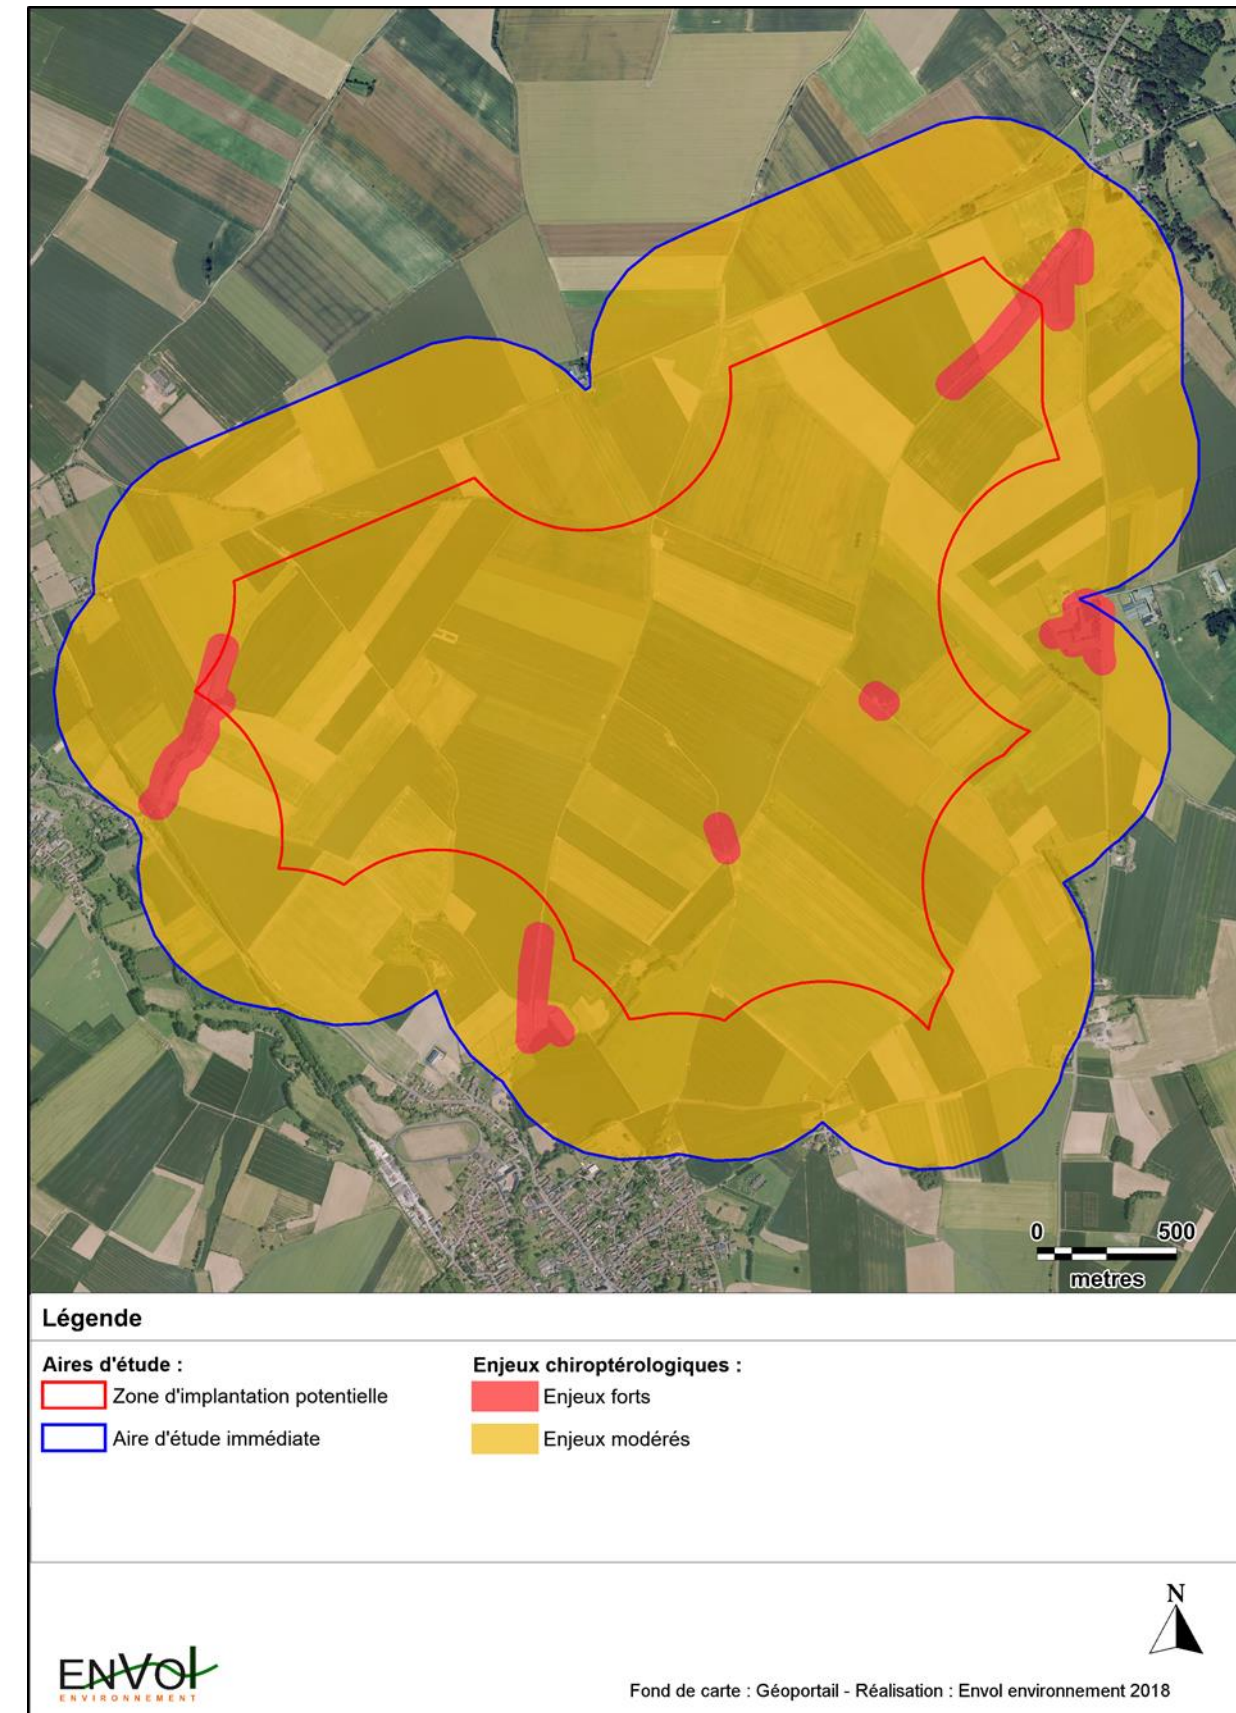 0 500
metres
Légende
Aires d'étude :
Zone d'implantation potentielle
Aire d'étude immédiate
Enjeux chiroptérologiques :
Enjeux forts
Enjeux modérés
N
ENVOl
ENVIRONNEMENT
Fond de carte : Géoportail - Réalisation : Envol environnement 2018